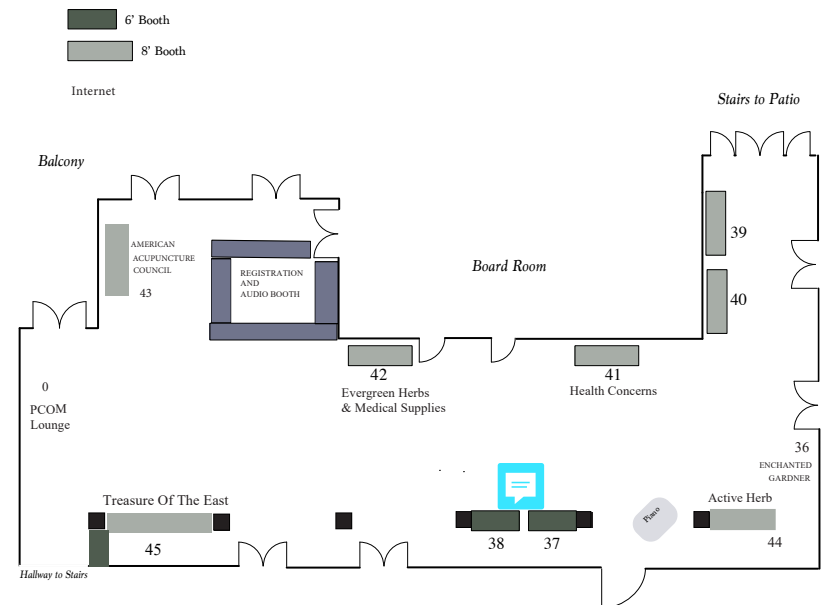 6’ Booth
8’ Booth
Internet
Stairs to Patio
Balcony
39
AMERICAN
ACUPUNCTURE
COUNCIL
43
REGISTRATION
AND
AUDIO BOOTH
Board Room
40
42
Evergreen Herbs
& Medical Supplies
41
Health Concerns
0
PCOM
Lounge
36
ENCHANTED
GARDNER
Treasure Of The East
45
38
37
Piano
Active Herb
44
Hallway to Stairs